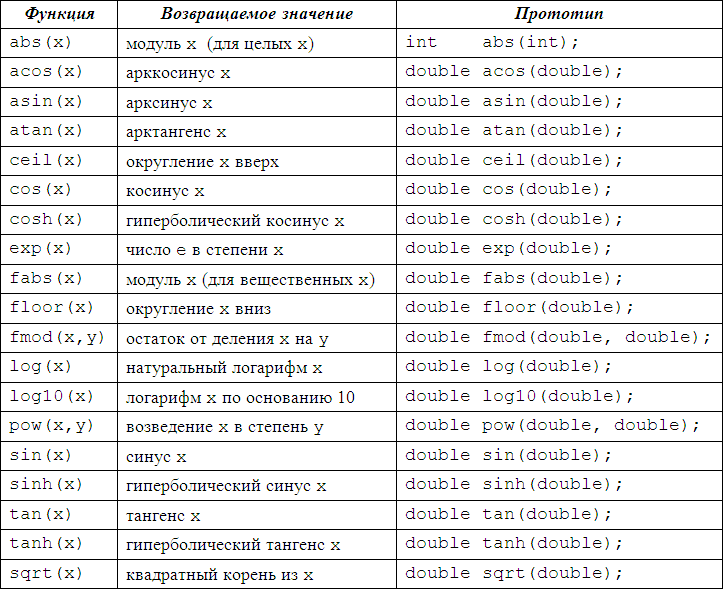 Функция Возвращаемое значение Прототип
abs(x) модуль x (для целых x) int abs(int);
acos(x) арккосинус x double acos(double);
asin(x) арксинус x double asin(double);
atan(x) арктангенс x double atan(double);
ceil(x) округление x вверх double ceil(double);
cos(x) косинус x double cos(double);
cosh(x) гиперболический косинус x double cosh(double);
exp(x) число e в степени x double exp(double);
fabs(x) модуль x (для вещественных x) double fabs(double);
floor(x) округление x вниз double floor(double);
fmod(x,y) остаток от деления x на y double fmod(double, double);
log(x) натуральный логарифм x double log(double);
log10(x) логарифм x по основанию 10 double log10(double);
pow(x,y) возведение x в степень y double pow(double, double);
sin(x) синус x double sin(double);
sinh(x) гиперболический синус x double sinh(double);
tan(x) тангенс x double tan(double);
tanh(x) гиперболический тангенс x double tanh(double);
sqrt(x) квадратный корень из x double sqrt(double);